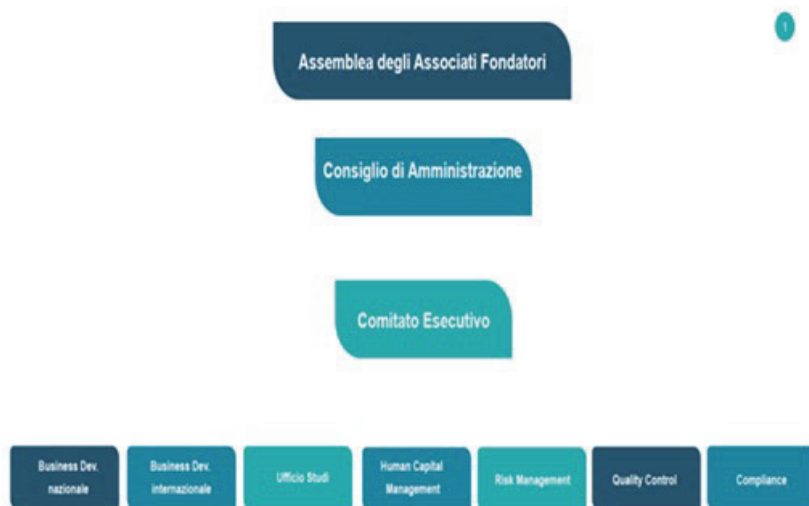 1
Assemblea degli Associati Fondatori
Consiglio di Amministrazione
Comitato Esecutivo
Business Dev.
nazionale
Business Dev.
internazionale
Ufficio Studi
Human Capital
Management
Risk Management
Quality Control
Compliance